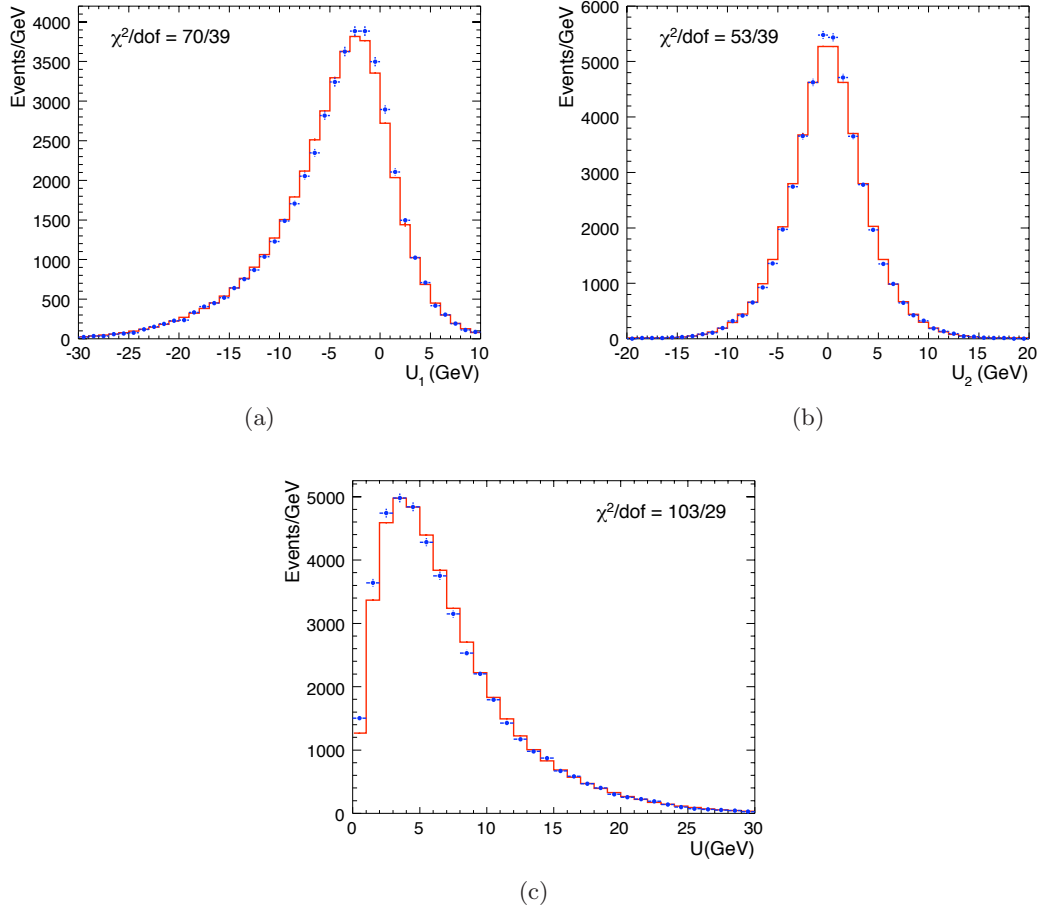 χ²/dof = 70/39
Events/GeV
4000
3500
3000
2500
2000
1500
1000
500
0
-30 -25 -20 -15 -10 -5 0 5 10
U₁ (GeV)
(a)
χ²/dof = 53/39
Events/GeV
6000
5000
4000
3000
2000
1000
0
-20 -15 -10 -5 0 5 10 15 20
U₂ (GeV)
(b)
χ²/dof = 103/29
Events/GeV
5000
4000
3000
2000
1000
0
0 5 10 15 20 25 30
U(GeV)
(c)